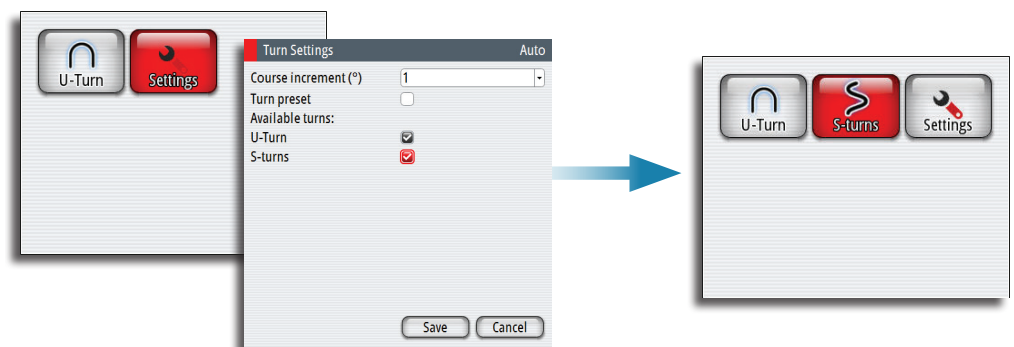 U-Turn
Settings
Turn Settings
Auto
Course increment (°)
1
Turn preset
Available turns:
U-Turn
S-turns
Save
Cancel
U-Turn
S-turns
Settings